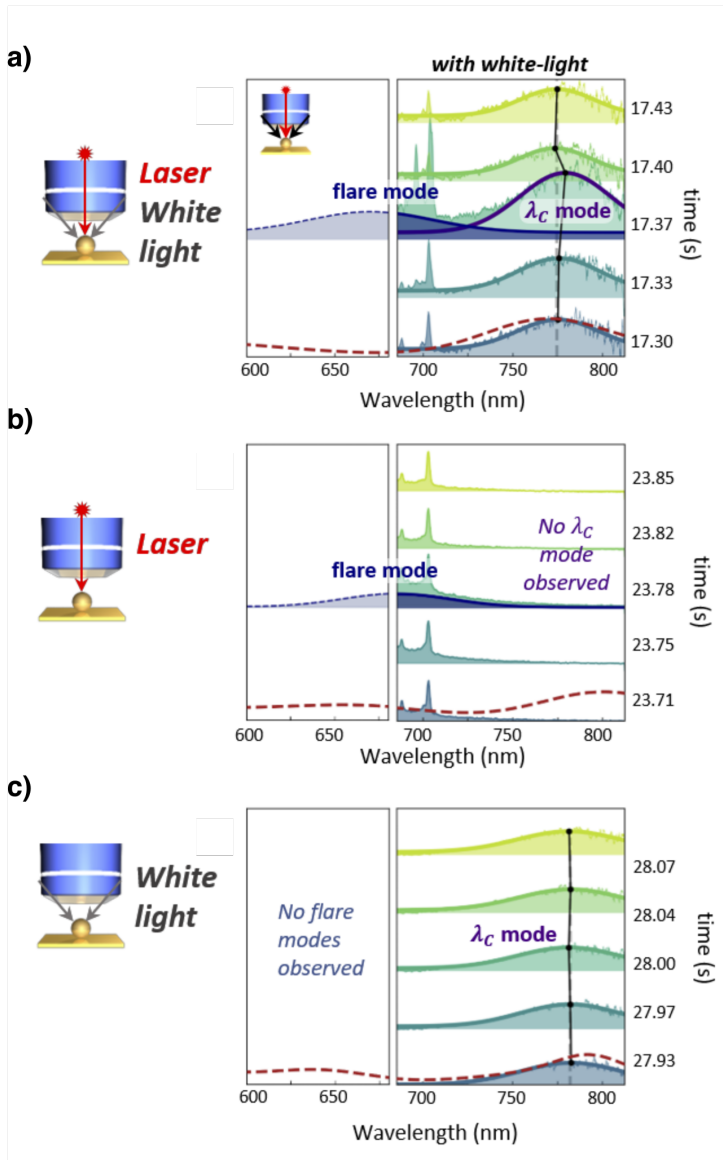 a)
with white-light
Laser
White
light
flare mode
λC mode
17.43
17.40
17.37
17.33
17.30
time (s)
600
650
700
750
800
Wavelength (nm)
b)
Laser
flare mode
No λC
mode
observed
23.85
23.82
23.78
23.75
23.71
time (s)
600
650
700
750
800
Wavelength (nm)
c)
White
light
No flare
modes
observed
λC mode
28.07
28.04
28.00
27.97
27.93
time (s)
600
650
700
750
800
Wavelength (nm)